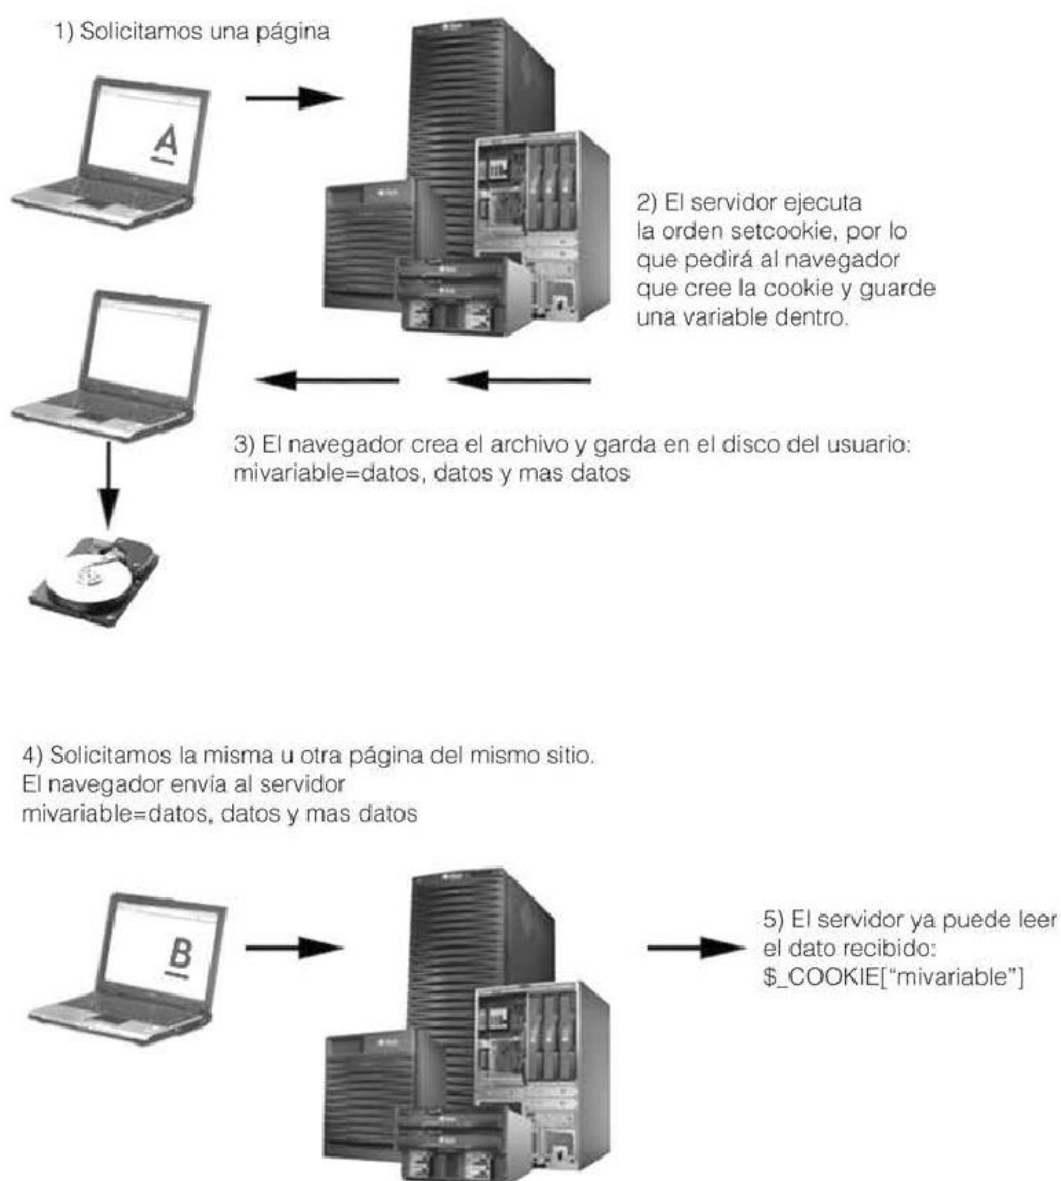 1) Solicitamos una página
A
2) El servidor ejecuta
la orden setcookie, por lo
que pedirá al navegador
que cree la cookie y guarde
una variable dentro.
3) El navegador crea el archivo y garda en el disco del usuario:
mivariable=datos, datos y mas datos
4) Solicitamos la misma u otra página del mismo sitio.
El navegador envía al servidor
mivariable=datos, datos y mas datos
B
5) El servidor ya puede leer
el dato recibido:
$_COOKIE["mivariable"]